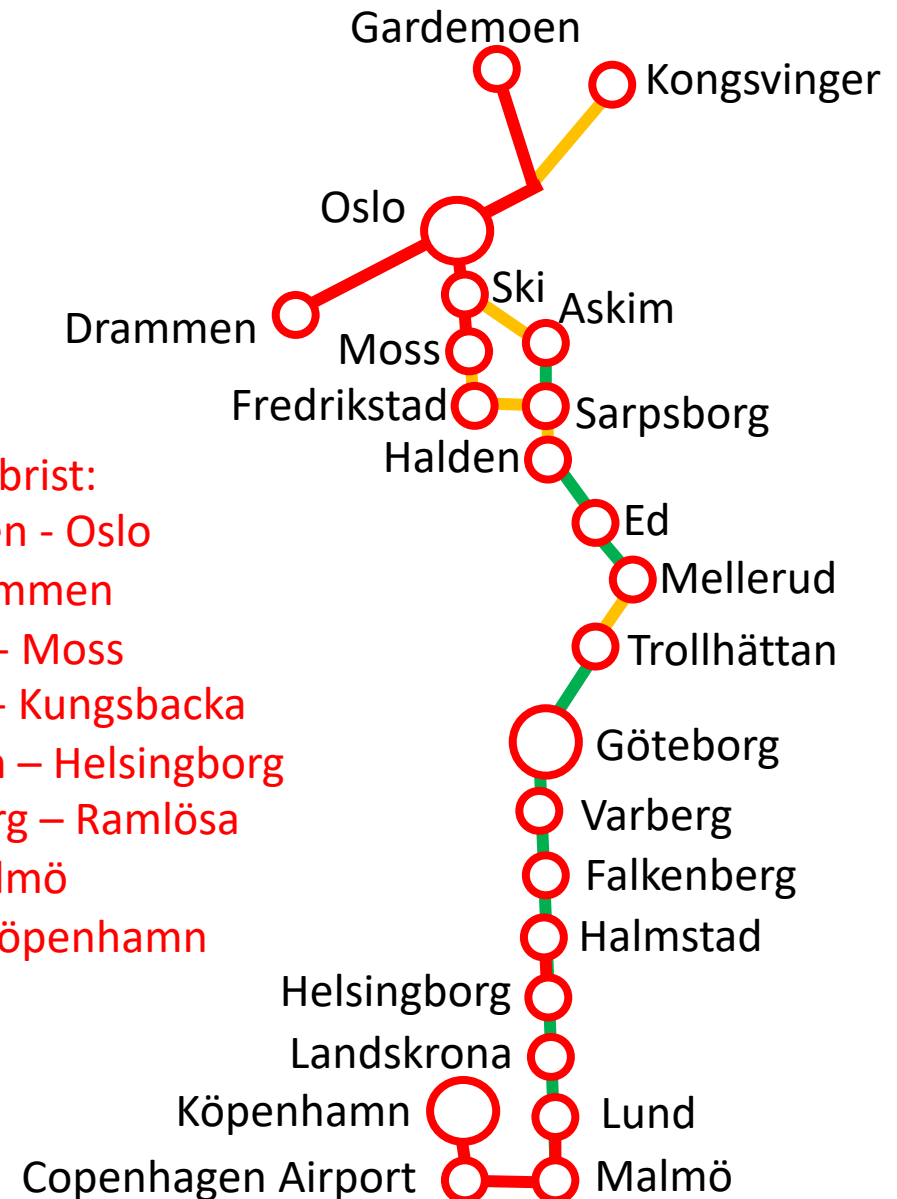 Gardemoen
Kongsvinger
Oslo
Ski
Askim
Drammen
Moss
Fredrikstad
Sarpsborg
Halden
brist:
n - Oslo
mmen
- Moss
- Kungsbacka
– Helsingborg
rg – Ramlösa
lmö
öpenhamn
Ed
Mellerud
Trollhättan
Göteborg
Varberg
Falkenberg
Halmstad
Helsingborg
Landskrona
Köpenhamn
Lund
Copenhagen Airport
Malmö